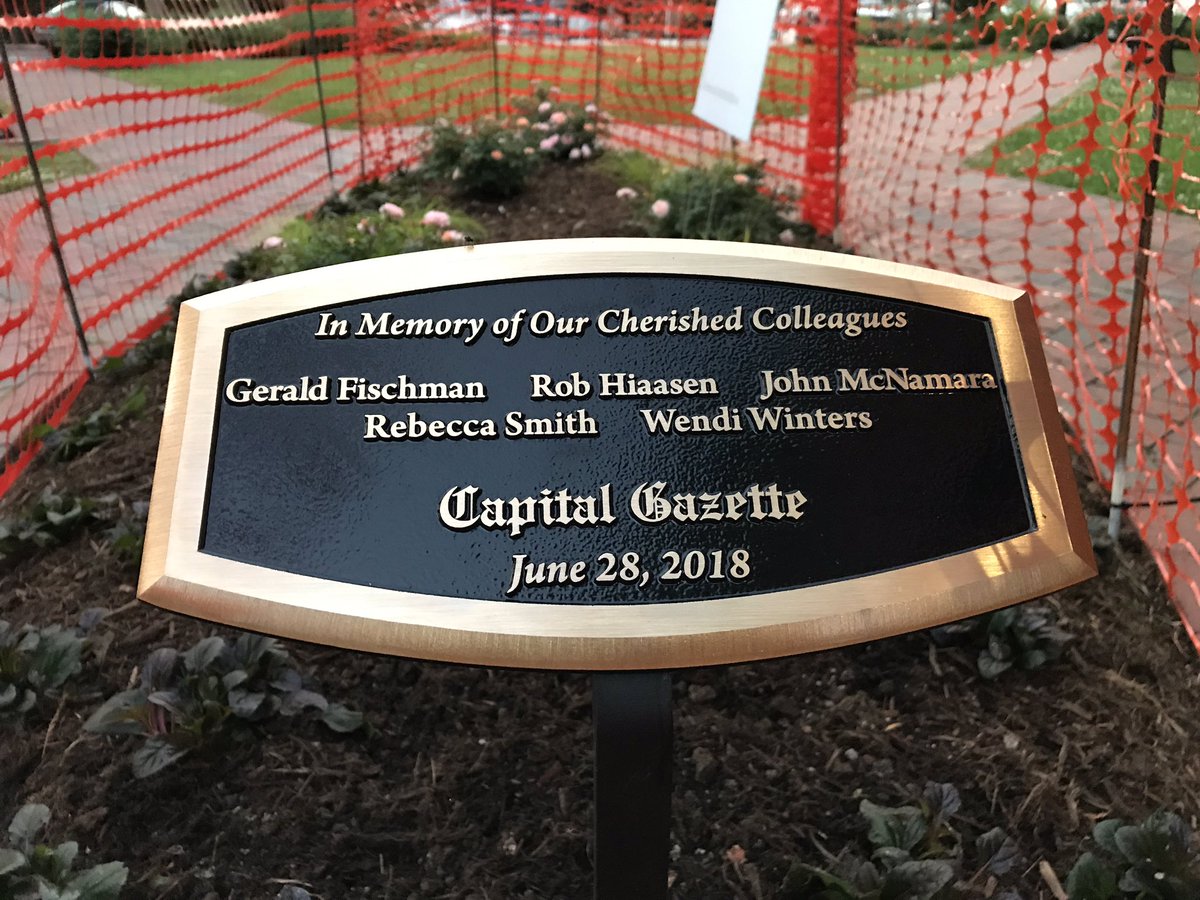 In Memory of Our Cherished Colleagues
Gerald Fischman Rob Hiaasen John McNamara
Rebecca Smith Wendi Winters
Capital Gazette
June 28, 2018